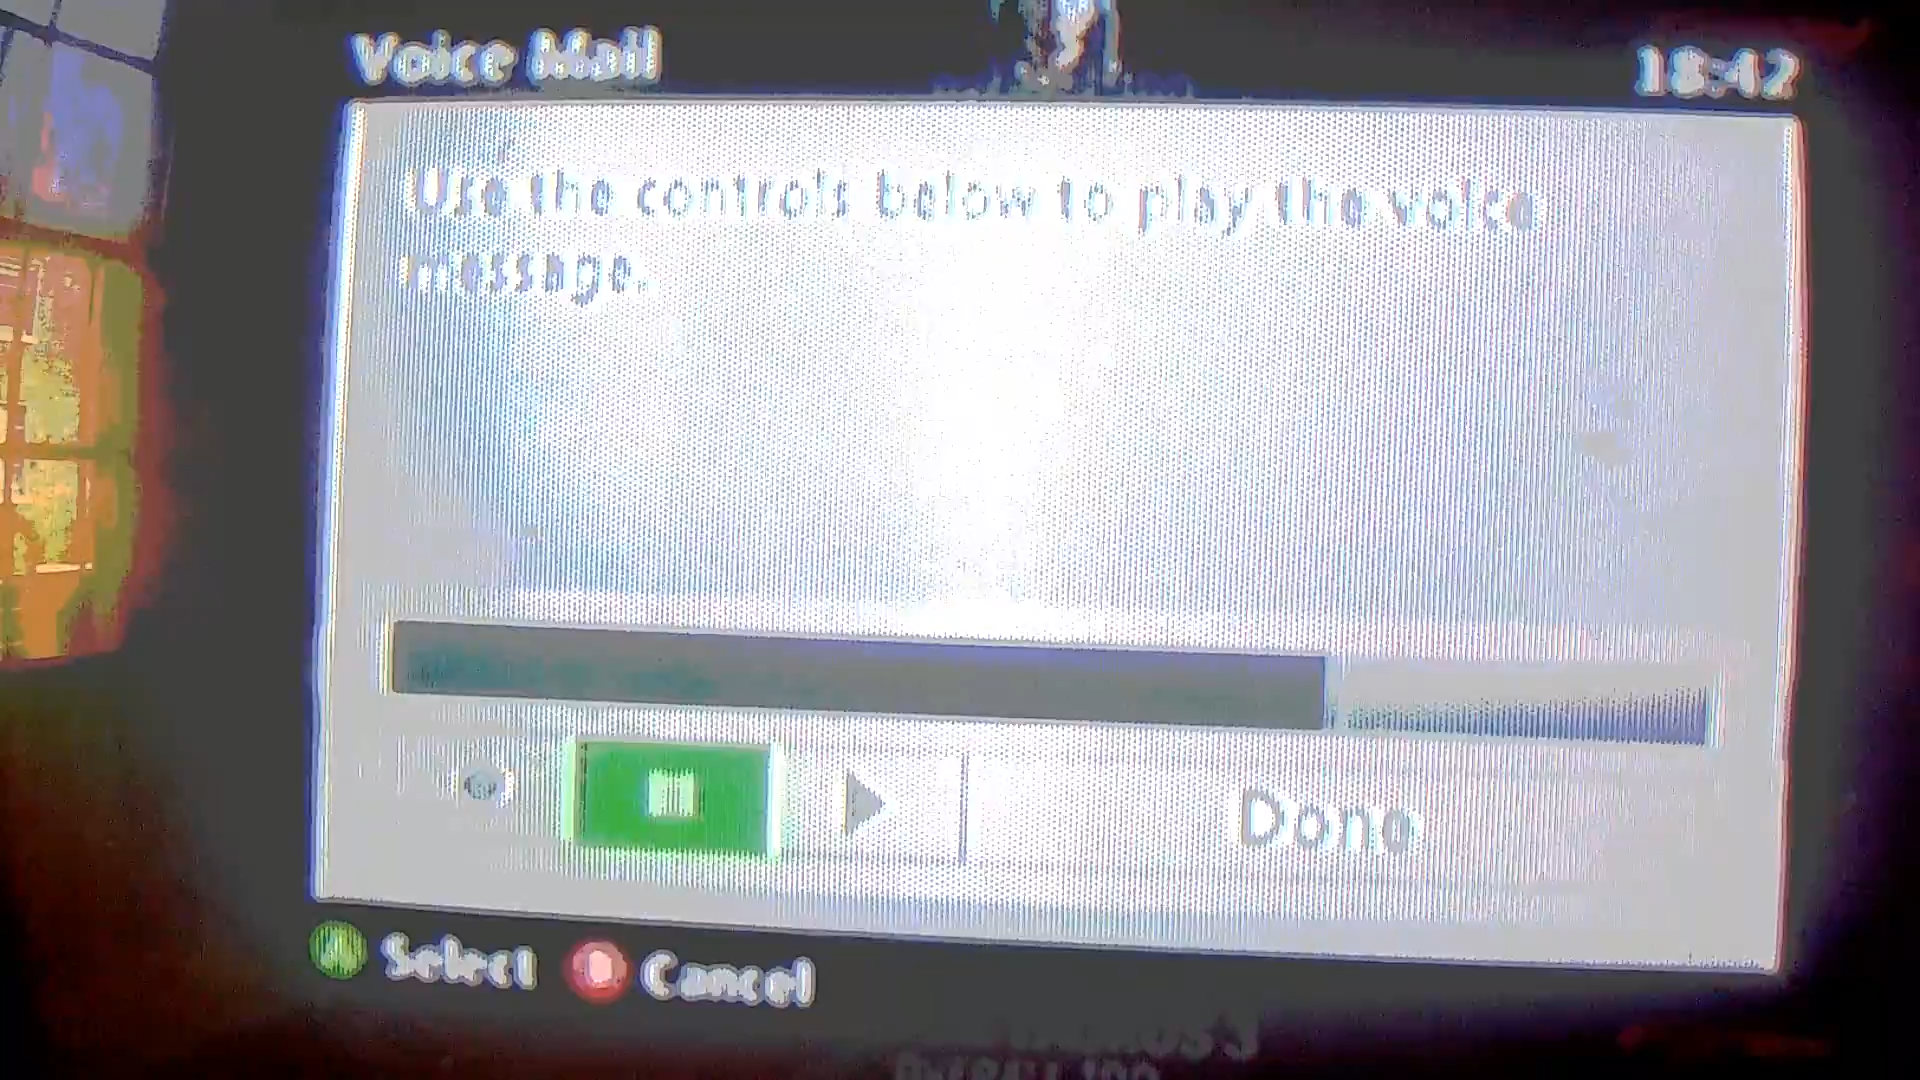 Voice Mail
18:42
Use the controls below to play the voice
message.
Done
A Select B Cancel